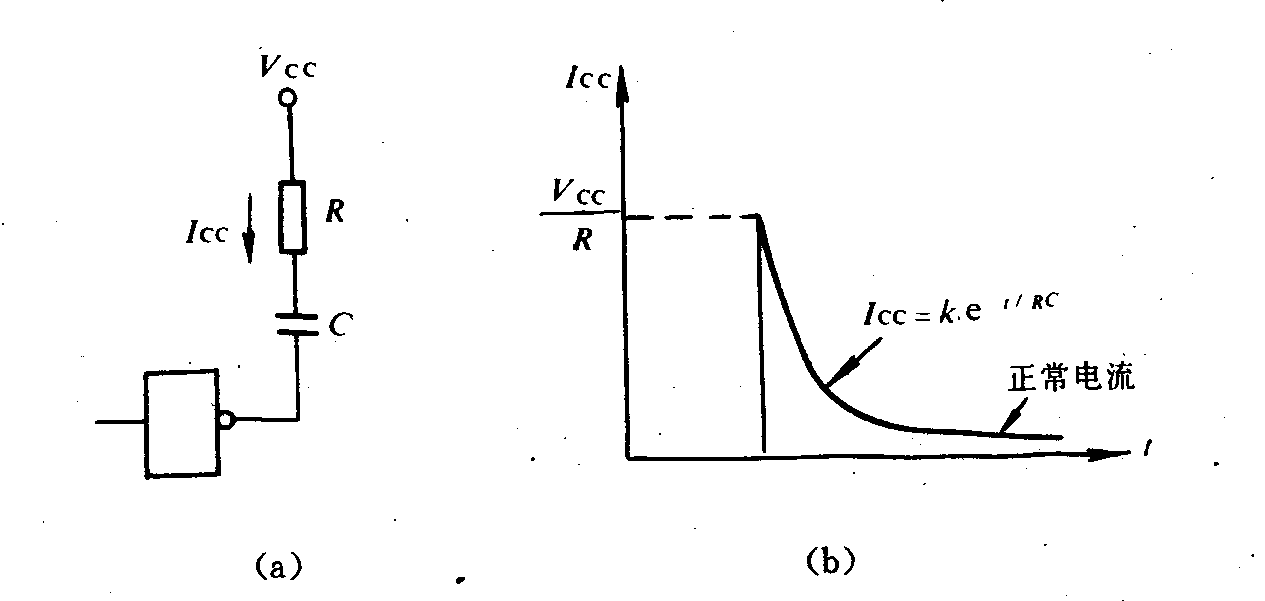 Vcc
Icc
R
C
(a)
Icc
Vcc
R
Icc = k.e t/RC
正常电流
t
(b)